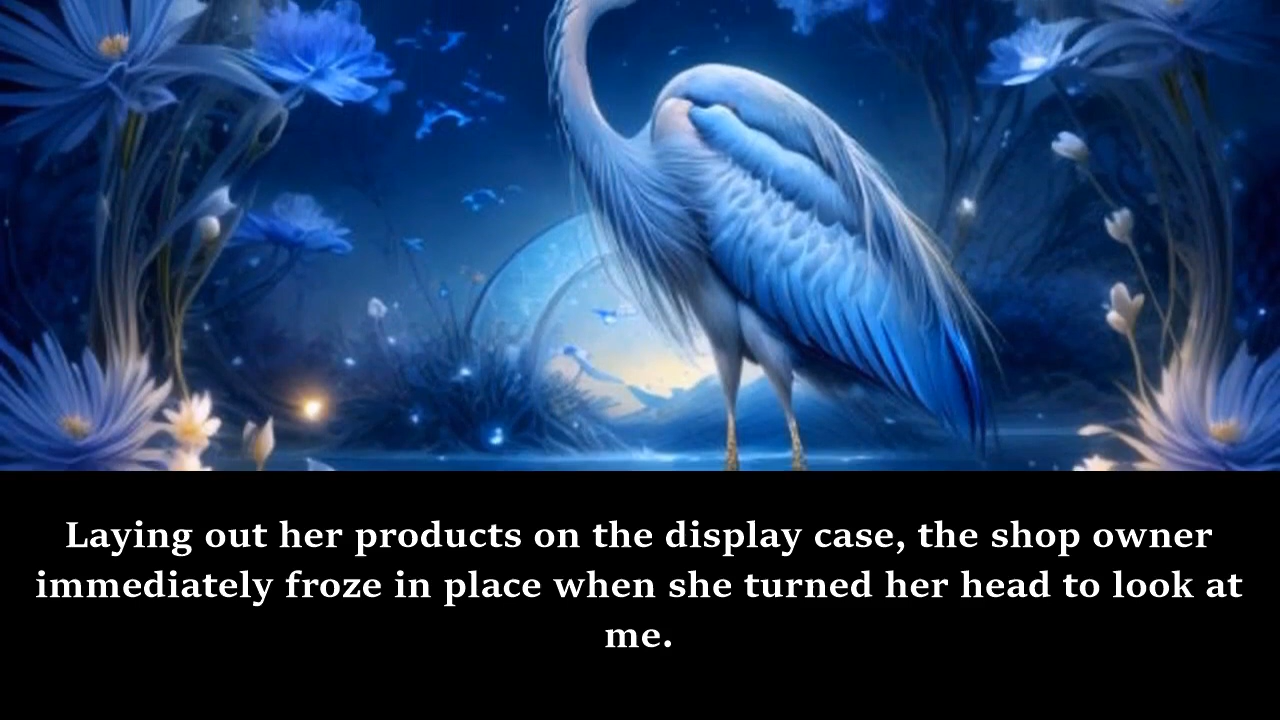 Laying out her products on the display case, the shop owner
immediately froze in place when she turned her head to look at
me.